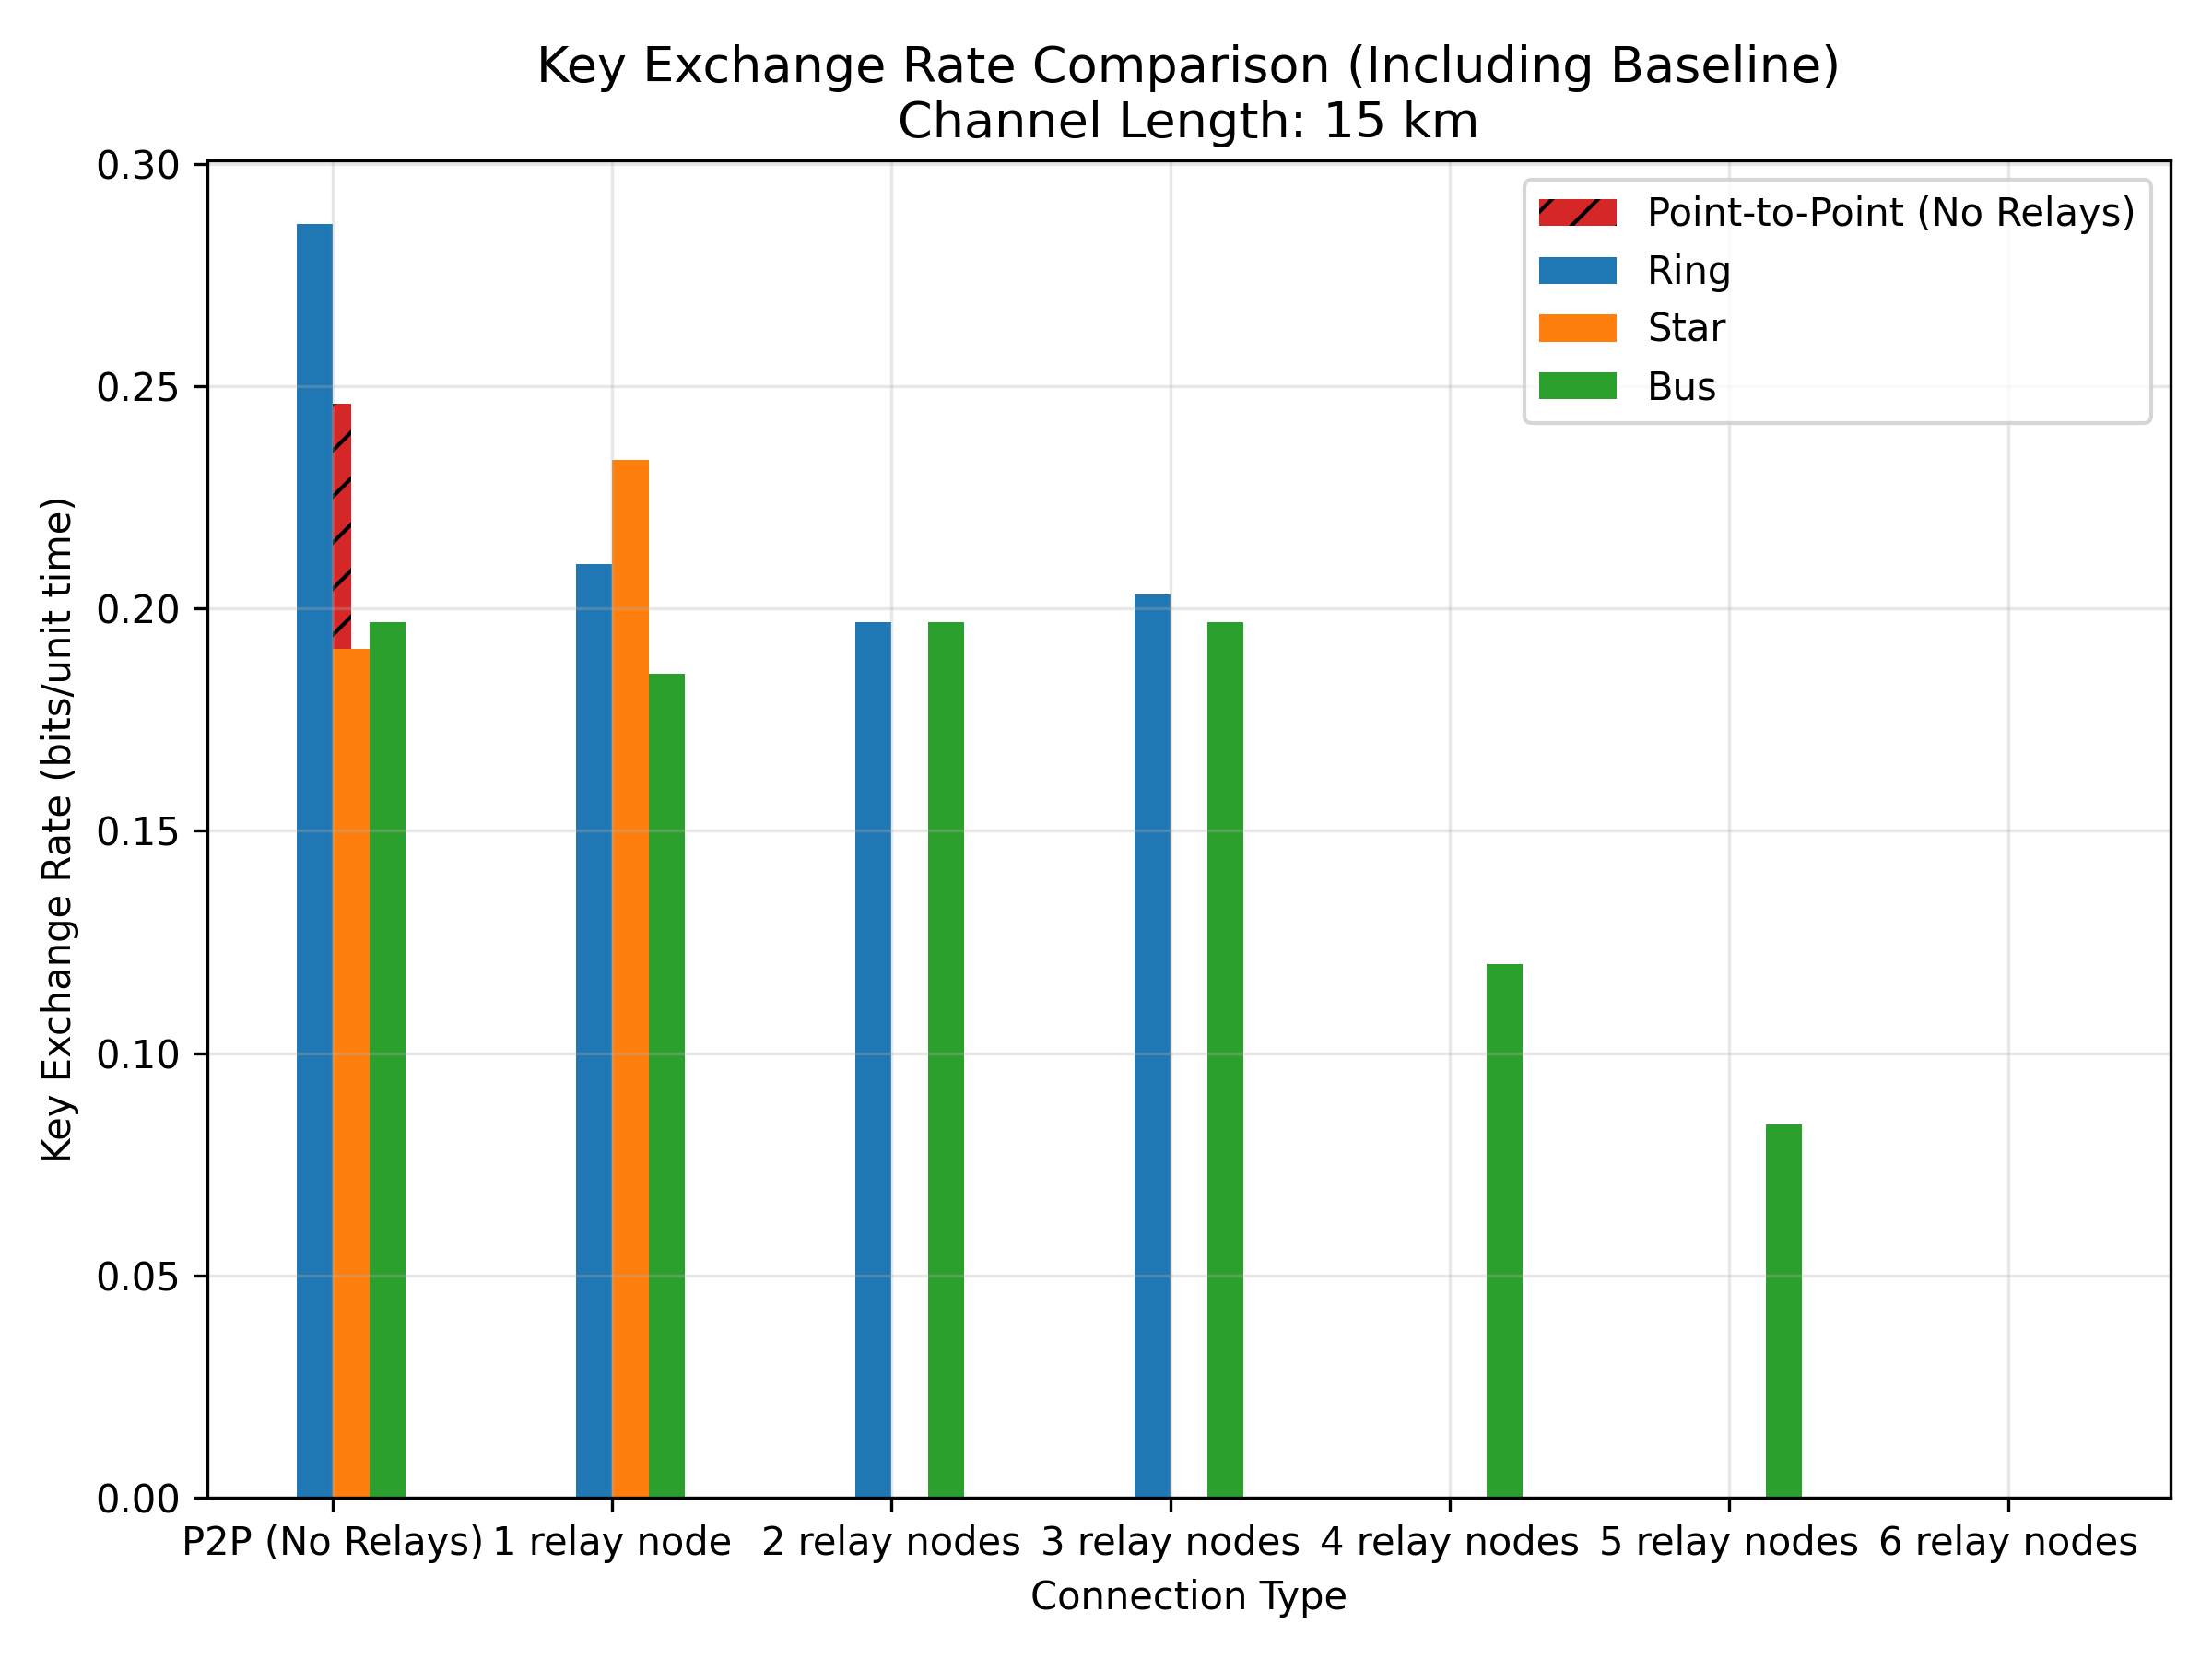 Key Exchange Rate Comparison (Including Baseline)
Channel Length: 15 km
Key Exchange Rate (bits/unit time)
0.30
0.25
0.20
0.15
0.10
0.05
0.00
Point-to-Point (No Relays)
Ring
Star
Bus
P2P (No Relays) 1 relay node 2 relay nodes 3 relay nodes 4 relay nodes 5 relay nodes 6 relay nodes
Connection Type